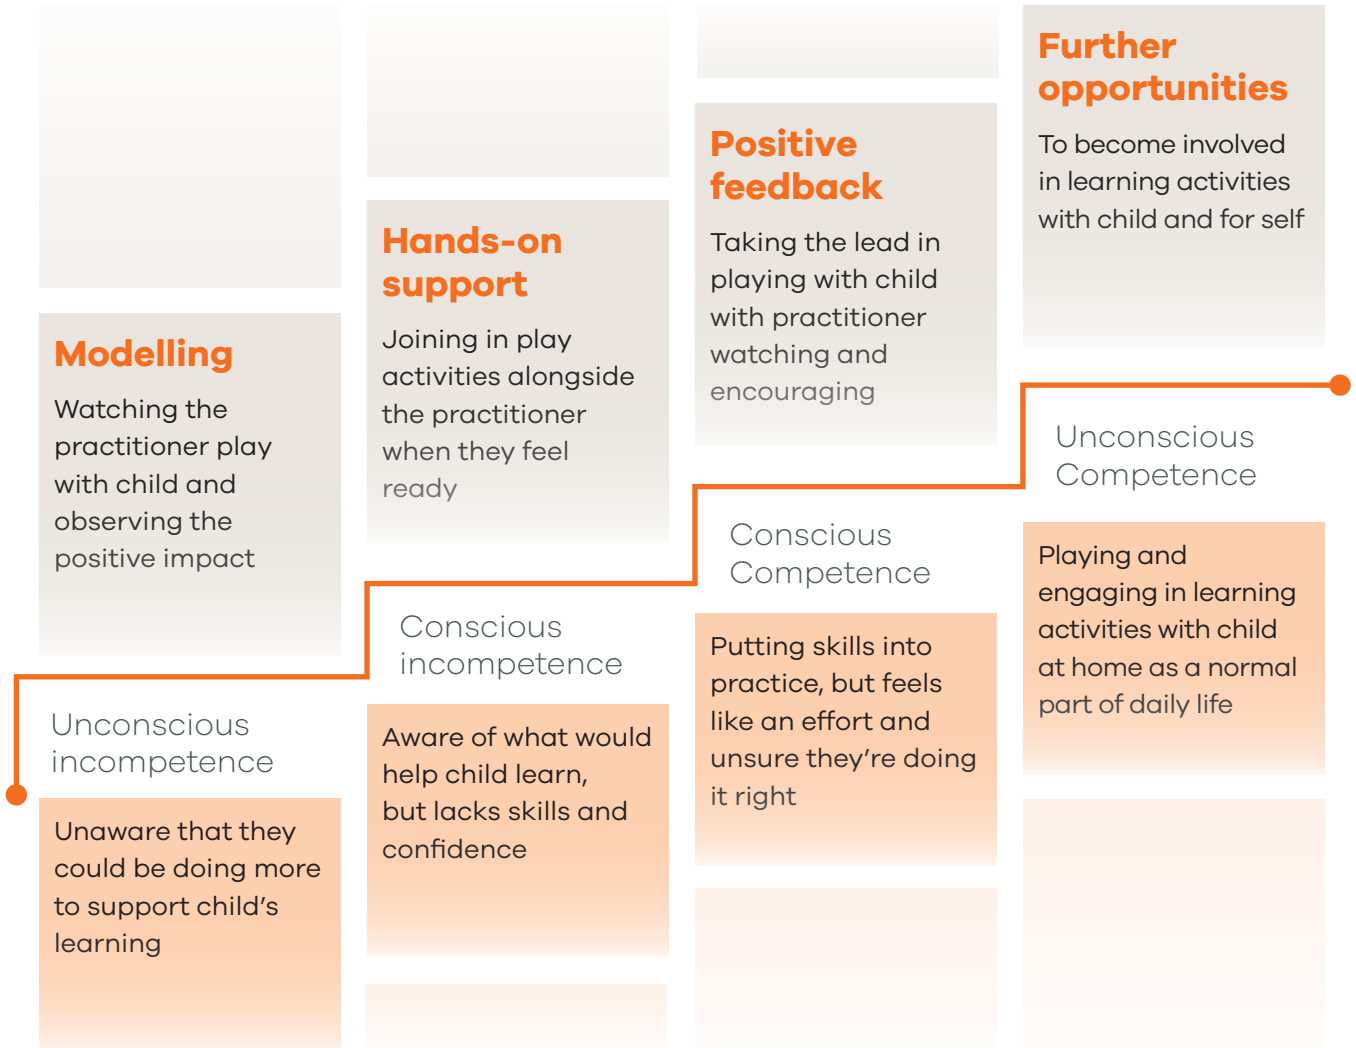 Modelling
Watching the
practitioner play
with child and
observing the
positive impact
Unconscious
incompetence
Unaware that they
could be doing more
to support child’s
learning
Hands-on
support
Joining in play
activities alongside
the practitioner
when they feel
ready
Conscious
incompetence
Aware of what would
help child learn,
but lacks skills and
confidence
Positive
feedback
Taking the lead in
playing with child
with practitioner
watching and
encouraging
Conscious
Competence
Putting skills into
practice, but feels
like an effort and
unsure they’re doing
it right
Further
opportunities
To become involved
in learning activities
with child and for self
Unconscious
Competence
Playing and
engaging in learning
activities with child
at home as a normal
part of daily life